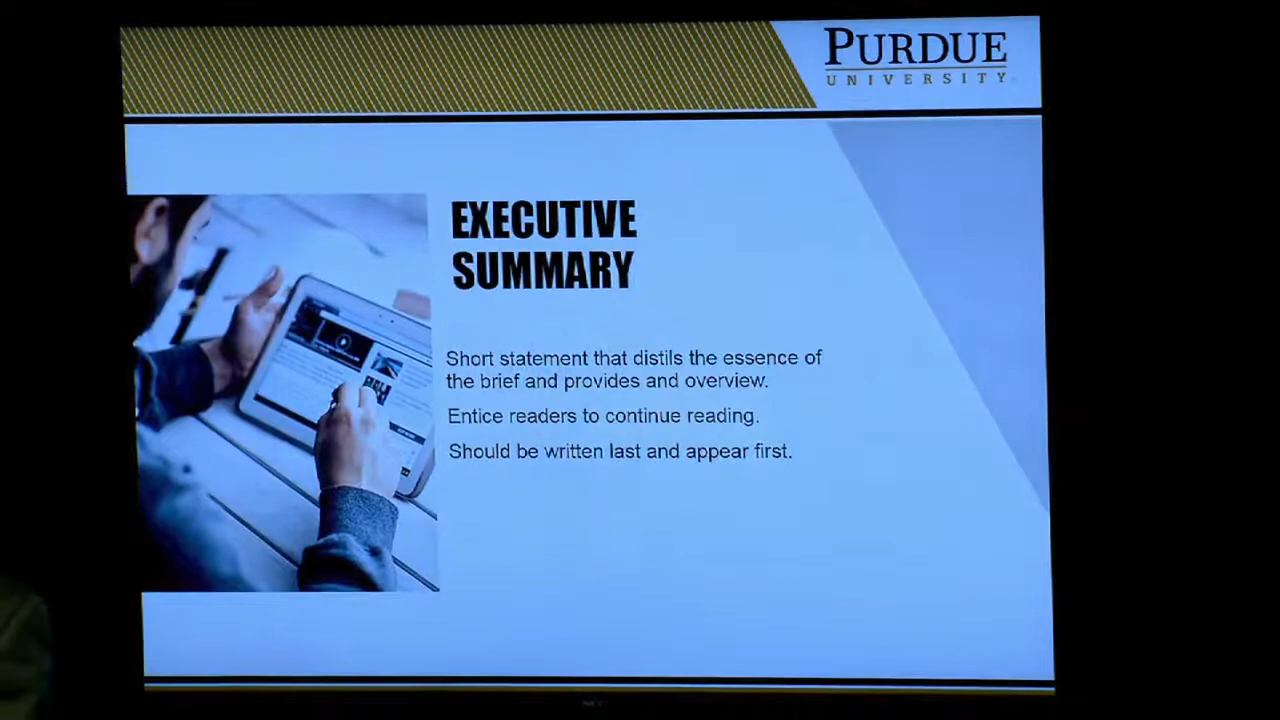 PURDUE
UNIVERSITY
EXECUTIVE
SUMMARY
Short statement that distils the essence of
the brief and provides and overview.
Entice readers to continue reading.
Should be written last and appear first.